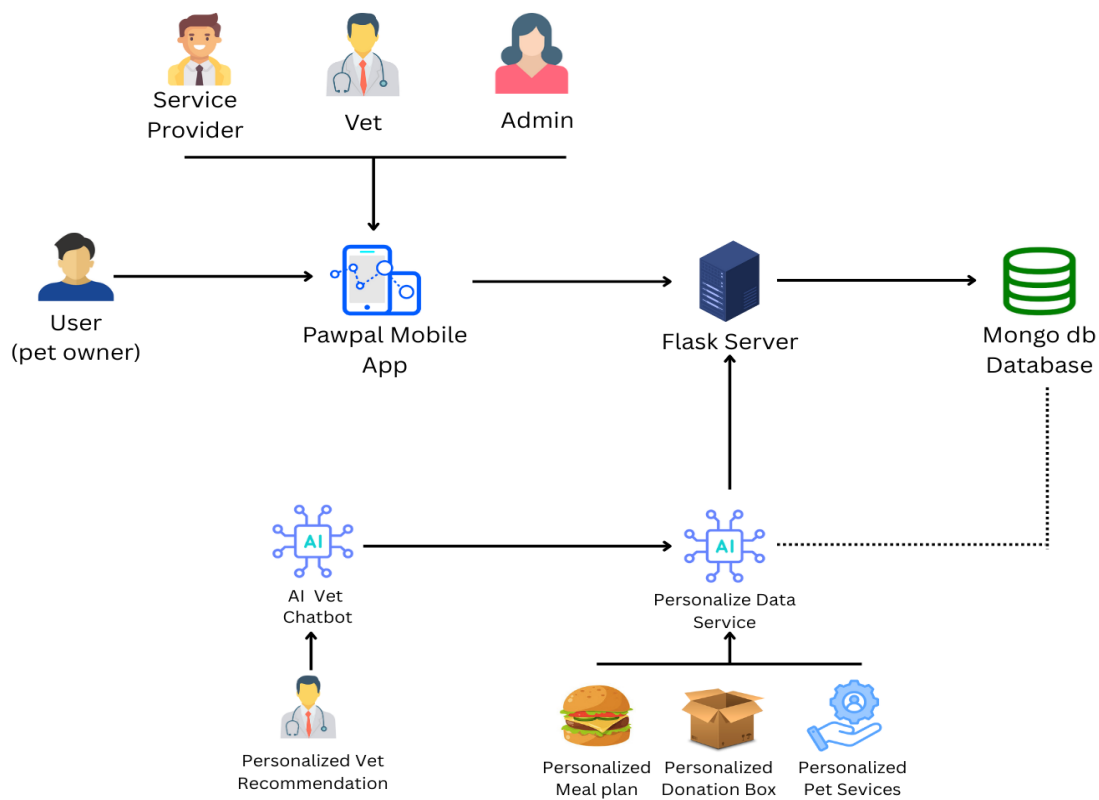 Service
Provider
Vet
Admin
User
(pet owner)
Pawpal Mobile
App
Flask Server
Mongo db
Database
AI
AI Vet
Chatbot
AI
Personalize Data
Service
Personalized Vet
Recommendation
Personalized
Meal plan
Personalized
Donation Box
Personalized
Pet Sevices